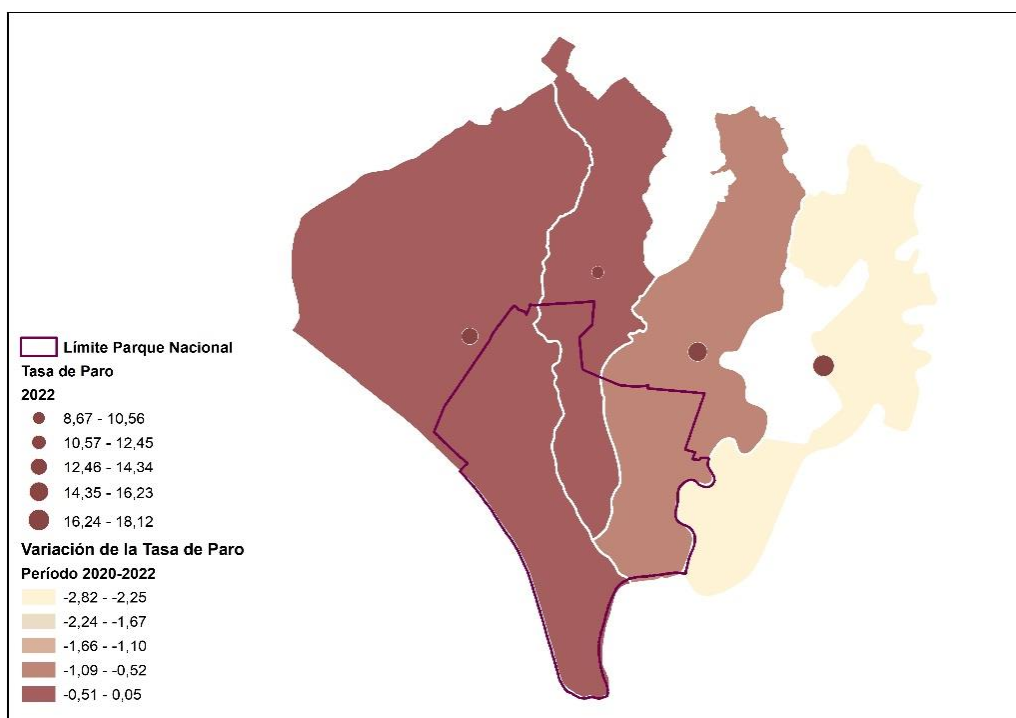 Límite Parque Nacional
Tasa de Paro
2022
8,67 - 10,56
10,57 - 12,45
12,46 - 14,34
14,35 - 16,23
16,24 - 18,12
Variación de la Tasa de Paro
Período 2020-2022
-2,82 - -2,25
-2,24 - -1,67
-1,66 - -1,10
-1,09 - -0,52
-0,51 - 0,05